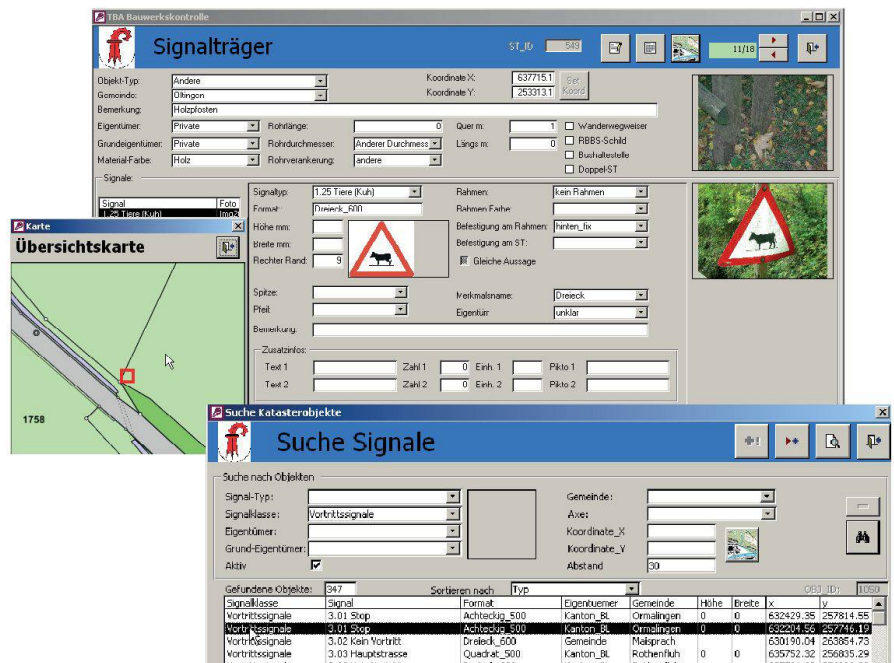 TBA Bauwerkskontrolle
Signalträger
ST_ID 549
11/18
Objekt-Typ: Andere Koordinate X: 637715.1 Set Koord
Gemeinde: Oltingen Koordinate Y: 253313.1
Bemerkung: Holzpfosten
Eigentümer: Private Rohrlänge: 0 Quer m: 1 Wanderwegweiser
Grundeigentümer: Private Rohrdurchmesser: Anderer Durchmess Längs m: 0 RBBS-Schild
Bushaltestelle
Material-Farbe: Holz Rohrverankerung: andere
Doppel-ST
Signale:
Signal Foto
1.25 Tiere (Kuh) Img2
Signaltyp: 1.25 Tiere (Kuh) Rahmen: kein Rahmen
Format: Dreieck_600 Rahmen Farbe:
Höhe mm: Befestigung am Rahmen: hinten_fix
Breite mm: Befestigung am ST:
Rechter Rand: 9 Gleiche Aussage
Spitze: Merkmalsname: Dreieck
Pfeil: Eigentür unklar
Bemerkung:
Zusatzinfos:
Text 1 Zahl 1 0 Einh. 1 Pikto 1
Text 2 Zahl 2 0 Einh. 2 Pikto 2
Karte
Übersichtskarte
1758
Suche Katasterobjekte
Suche Signale
Suche nach Objekten
Signal-Typ: Gemeinde:
Signalklasse: Vortrittssignale Axe:
Eigentümer: Koordinate_X
Grund-Eigentümer: Koordinate_Y
Aktiv Abstand 30
Gefundene Objekte: 347 Sortieren nach Typ OBJ_ID: 1050
Signalklasse Signal Format Eigentuemer Gemeinde Höhe Breite x y
Vortrittssignale 3.01 Stop Achteckig_500 Kanton_BL Ormalingen 0 0 632429.35 257814.55
Vortrittssignale 3.01 Stop Achteckig_500 Kanton_BL Ormalingen 0 0 632204.56 257746.19
Vortrittssignale 3.02 Kein Vortritt Dreieck_600 Gemeinde Maisprach 630190.04 263854.73
Vortrittssignale 3.03 Hauptstrasse Quadrat_500 Kanton_BL Rothenfluh 0 0 635752.32 256835.29